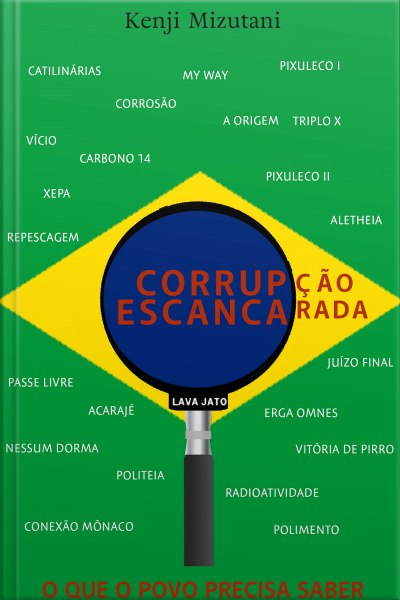 Kenji Mizutani
CATILINÁRIAS
MY WAY
PIXULECO I
CORROSÃO
A ORIGEM
TRIPLO X
VÍCIO
CARBONO 14
PIXULECO II
XEPA
ALETHEIA
REPESCAGEM
CORRUPÇÃO
ESCANCARADA
JUÍZO FINAL
PASSE LIVRE
LAVA JATO
ACARAJÉ
ERGA OMNES
NESSUM DORMA
VITÓRIA DE PIRRO
POLITEIA
RADIOATIVIDADE
CONEXÃO MÔNACO
POLIMENTO
O QUE O POVO PRECISA SABER